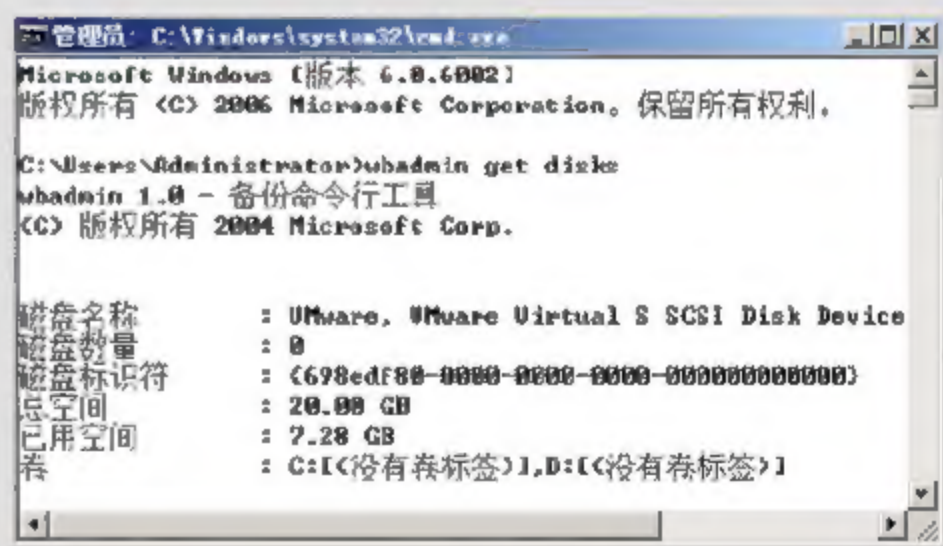 管理员: C:\Windows\system32\cmd.exe
Microsoft Windows [版本 6.0.6002]
版权所有 <C> 2006 Microsoft Corporation。保留所有权利。
C:\Users\Administrator>wbadmin get disks
wbadmin 1.0 - 备份命令行工具
<C> 版权所有 2004 Microsoft Corp.
磁盘名称 : VMware, VMware Virtual S SCSI Disk Device
磁盘数量 : 0
磁盘标识符 : {698edf80-0000-0000-0000-000000000000}
总空间 : 20.00 GB
已用空间 : 7.28 GB
卷 : C:[<没有卷标签>],D:[<没有卷标签>]